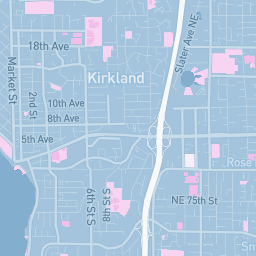 18th Ave
Slater Ave NE
Kirkland
Market St
2nd St
10th Ave
8th Ave
5th Ave
Rose
6th St S
8th St S
NE 75th St
Sn